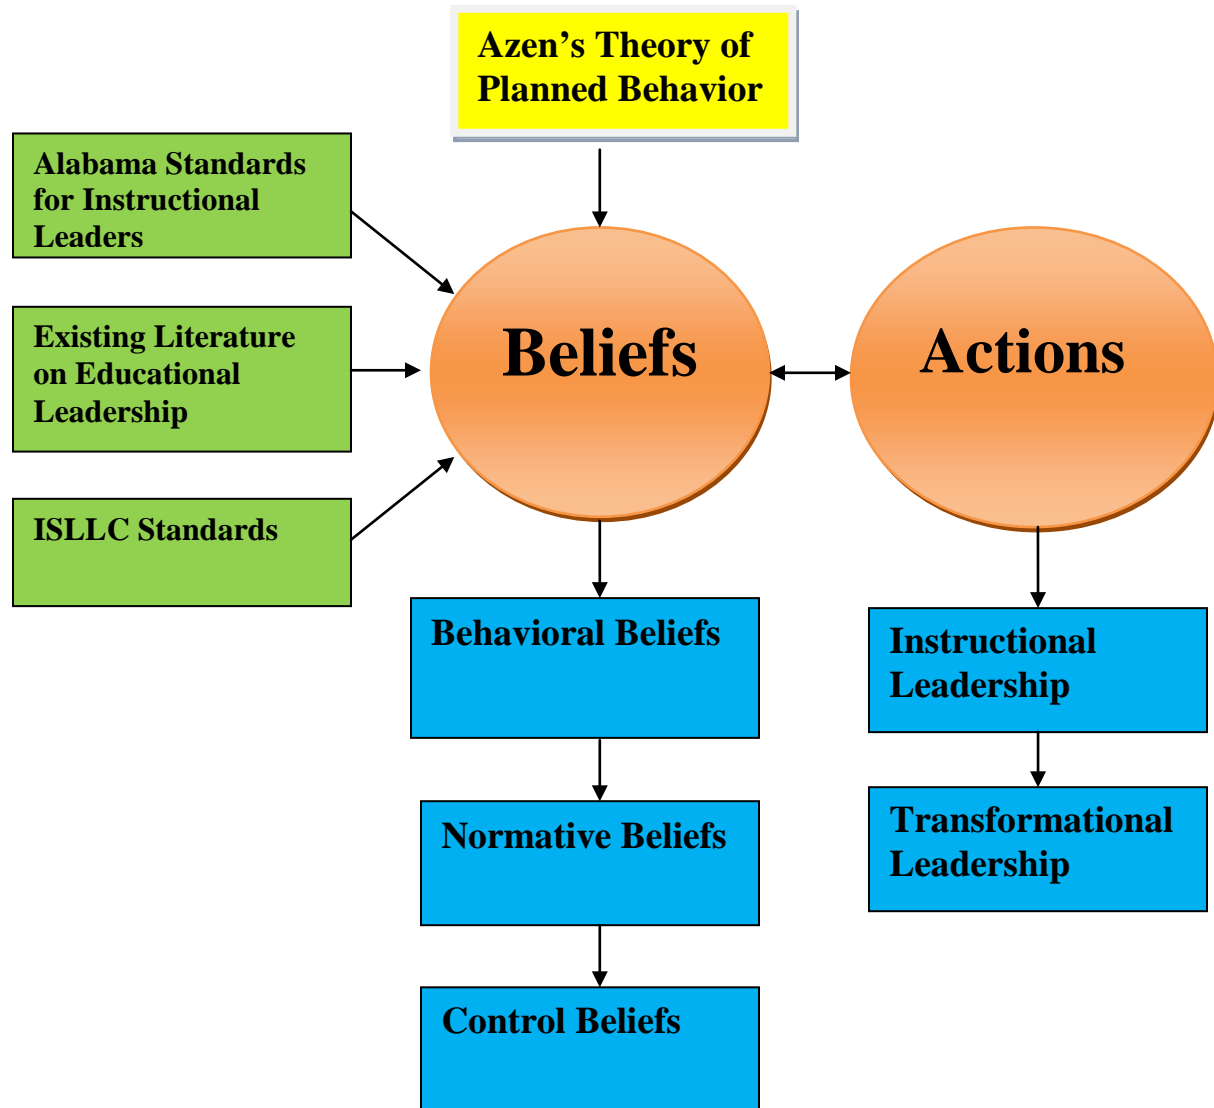 Azen’s Theory of
Planned Behavior
Alabama Standards
for Instructional
Leaders
Existing Literature
on Educational
Leadership
ISLLC Standards
Beliefs
Actions
Behavioral Beliefs
Normative Beliefs
Control Beliefs
Instructional
Leadership
Transformational
Leadership